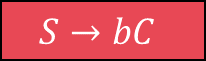 S → bC